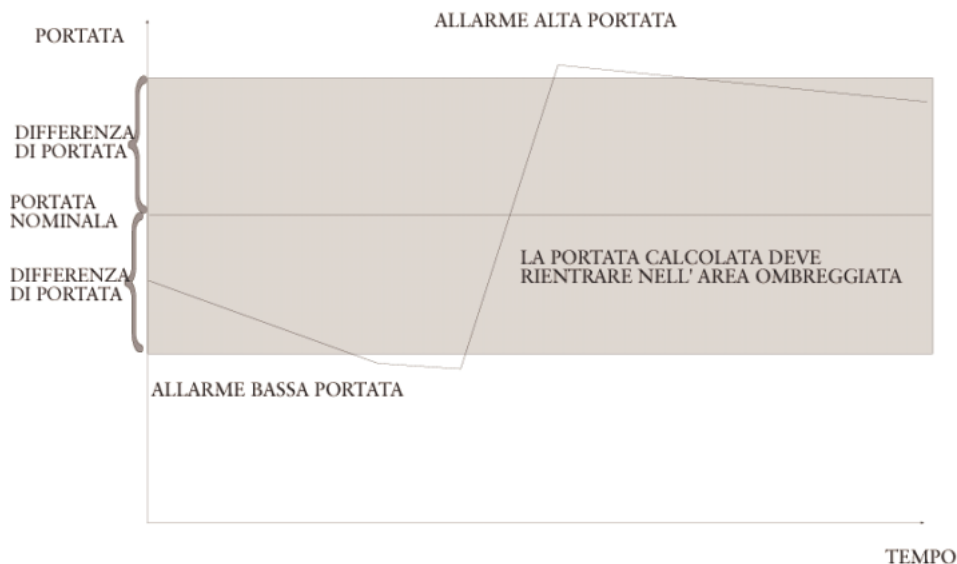 ALLARME ALTA PORTATA
PORTATA
DIFFERENZA
DI PORTATA
PORTATA
NOMINALA
LA PORTATA CALCOLATA DEVE
RIENTRARE NELL' AREA OMBREGGIATA
DIFFERENZA
DI PORTATA
ALLARME BASSA PORTATA
TEMPO